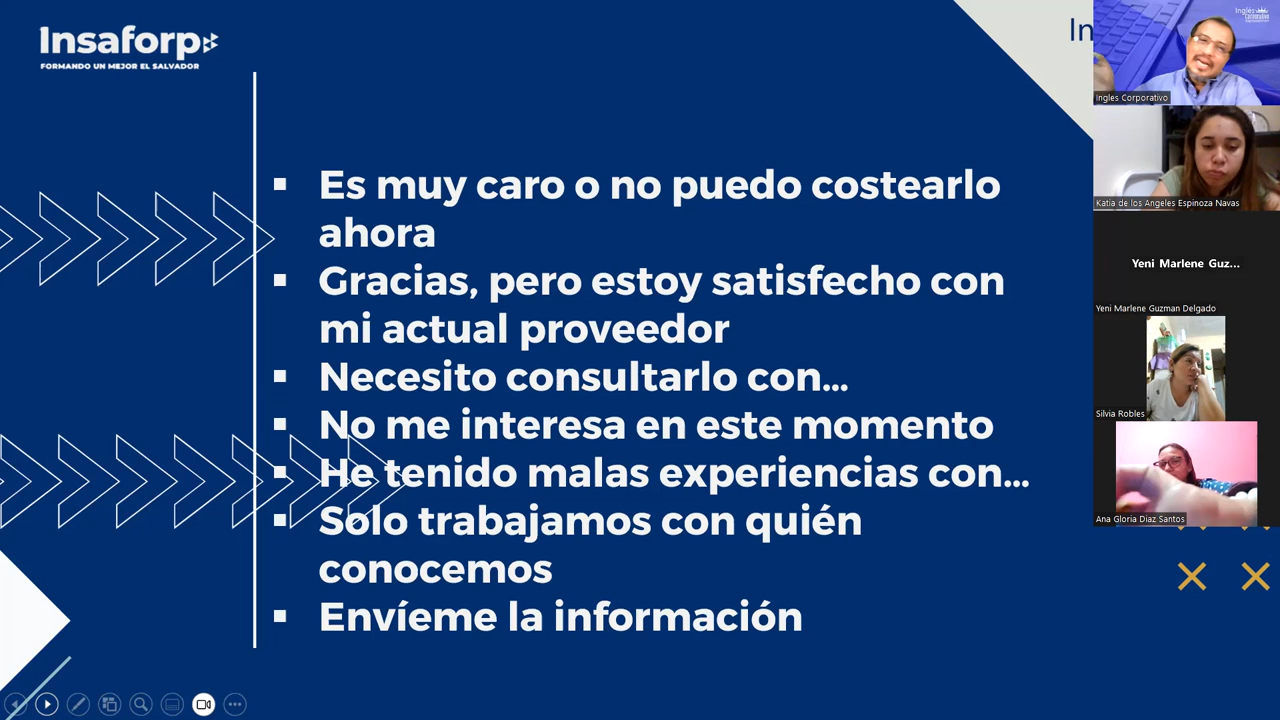 Insaforp
FORMANDO UN MEJOR EL SALVADOR
In
Es muy caro o no puedo costearlo
ahora
Gracias, pero estoy satisfecho con
mi actual proveedor
Necesito consultarlo con...
No me interesa en este momento
He tenido malas experiencias con...
Solo trabajamos con quién
conocemos
Envíeme la información
Inglés
Corporativo
Ingles Corporativo
Katia de los Angeles Espinoza Navas
Yeni Marlene Guz...
Yeni Marlene Guzman Delgado
Silvia Robles
Ana Gloria Diaz Santos